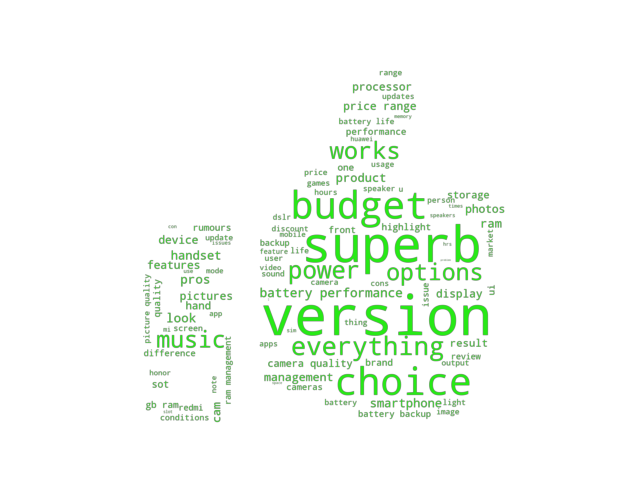 range
processor
updates
price range
memory
battery life
performance
huawei
works
usage
one
price
product
games
speaker u
hours
storage
budget
person
times
photos
dslr
speakers
con
rumours
discount
front
highlight
ram
mobile
device
update
issues
backup
superb
hrs
market
feature life
handset
user
features
video
power
options
use
mode
sound
pros
camera
cons
picture quality
quality
pictures
battery performance
issue
display
ui
hand
app
look
version
thing
mi
screen
sim
music
apps
everything
result
difference
review
ram management
camera quality
brand
output
honor
management
choice
sot
note
cameras
gb ram
redmi
cam
battery
smartphone
light
conditions
battery backup
image